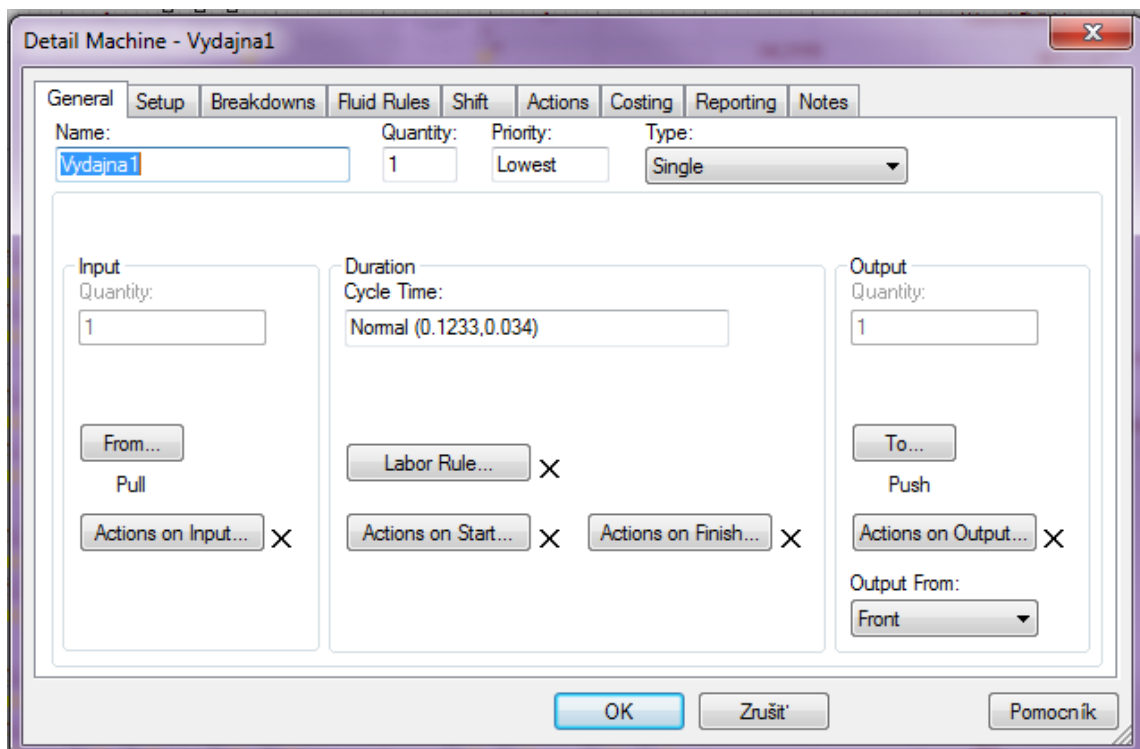 Detail Machine - Vydajna1
General Setup Breakdowns Fluid Rules Shift Actions Costing Reporting Notes
Name: Quantity: Priority: Type:
Vydajna1 1 Lowest Single
Input Duration Output
Quantity: Cycle Time: Quantity:
1 Normal (0.1233,0.034) 1
From... Labor Rule... To...
Pull Push
Actions on Input... Actions on Start... Actions on Finish... Actions on Output...
Output From:
Front
OK Zrušiť Pomocník